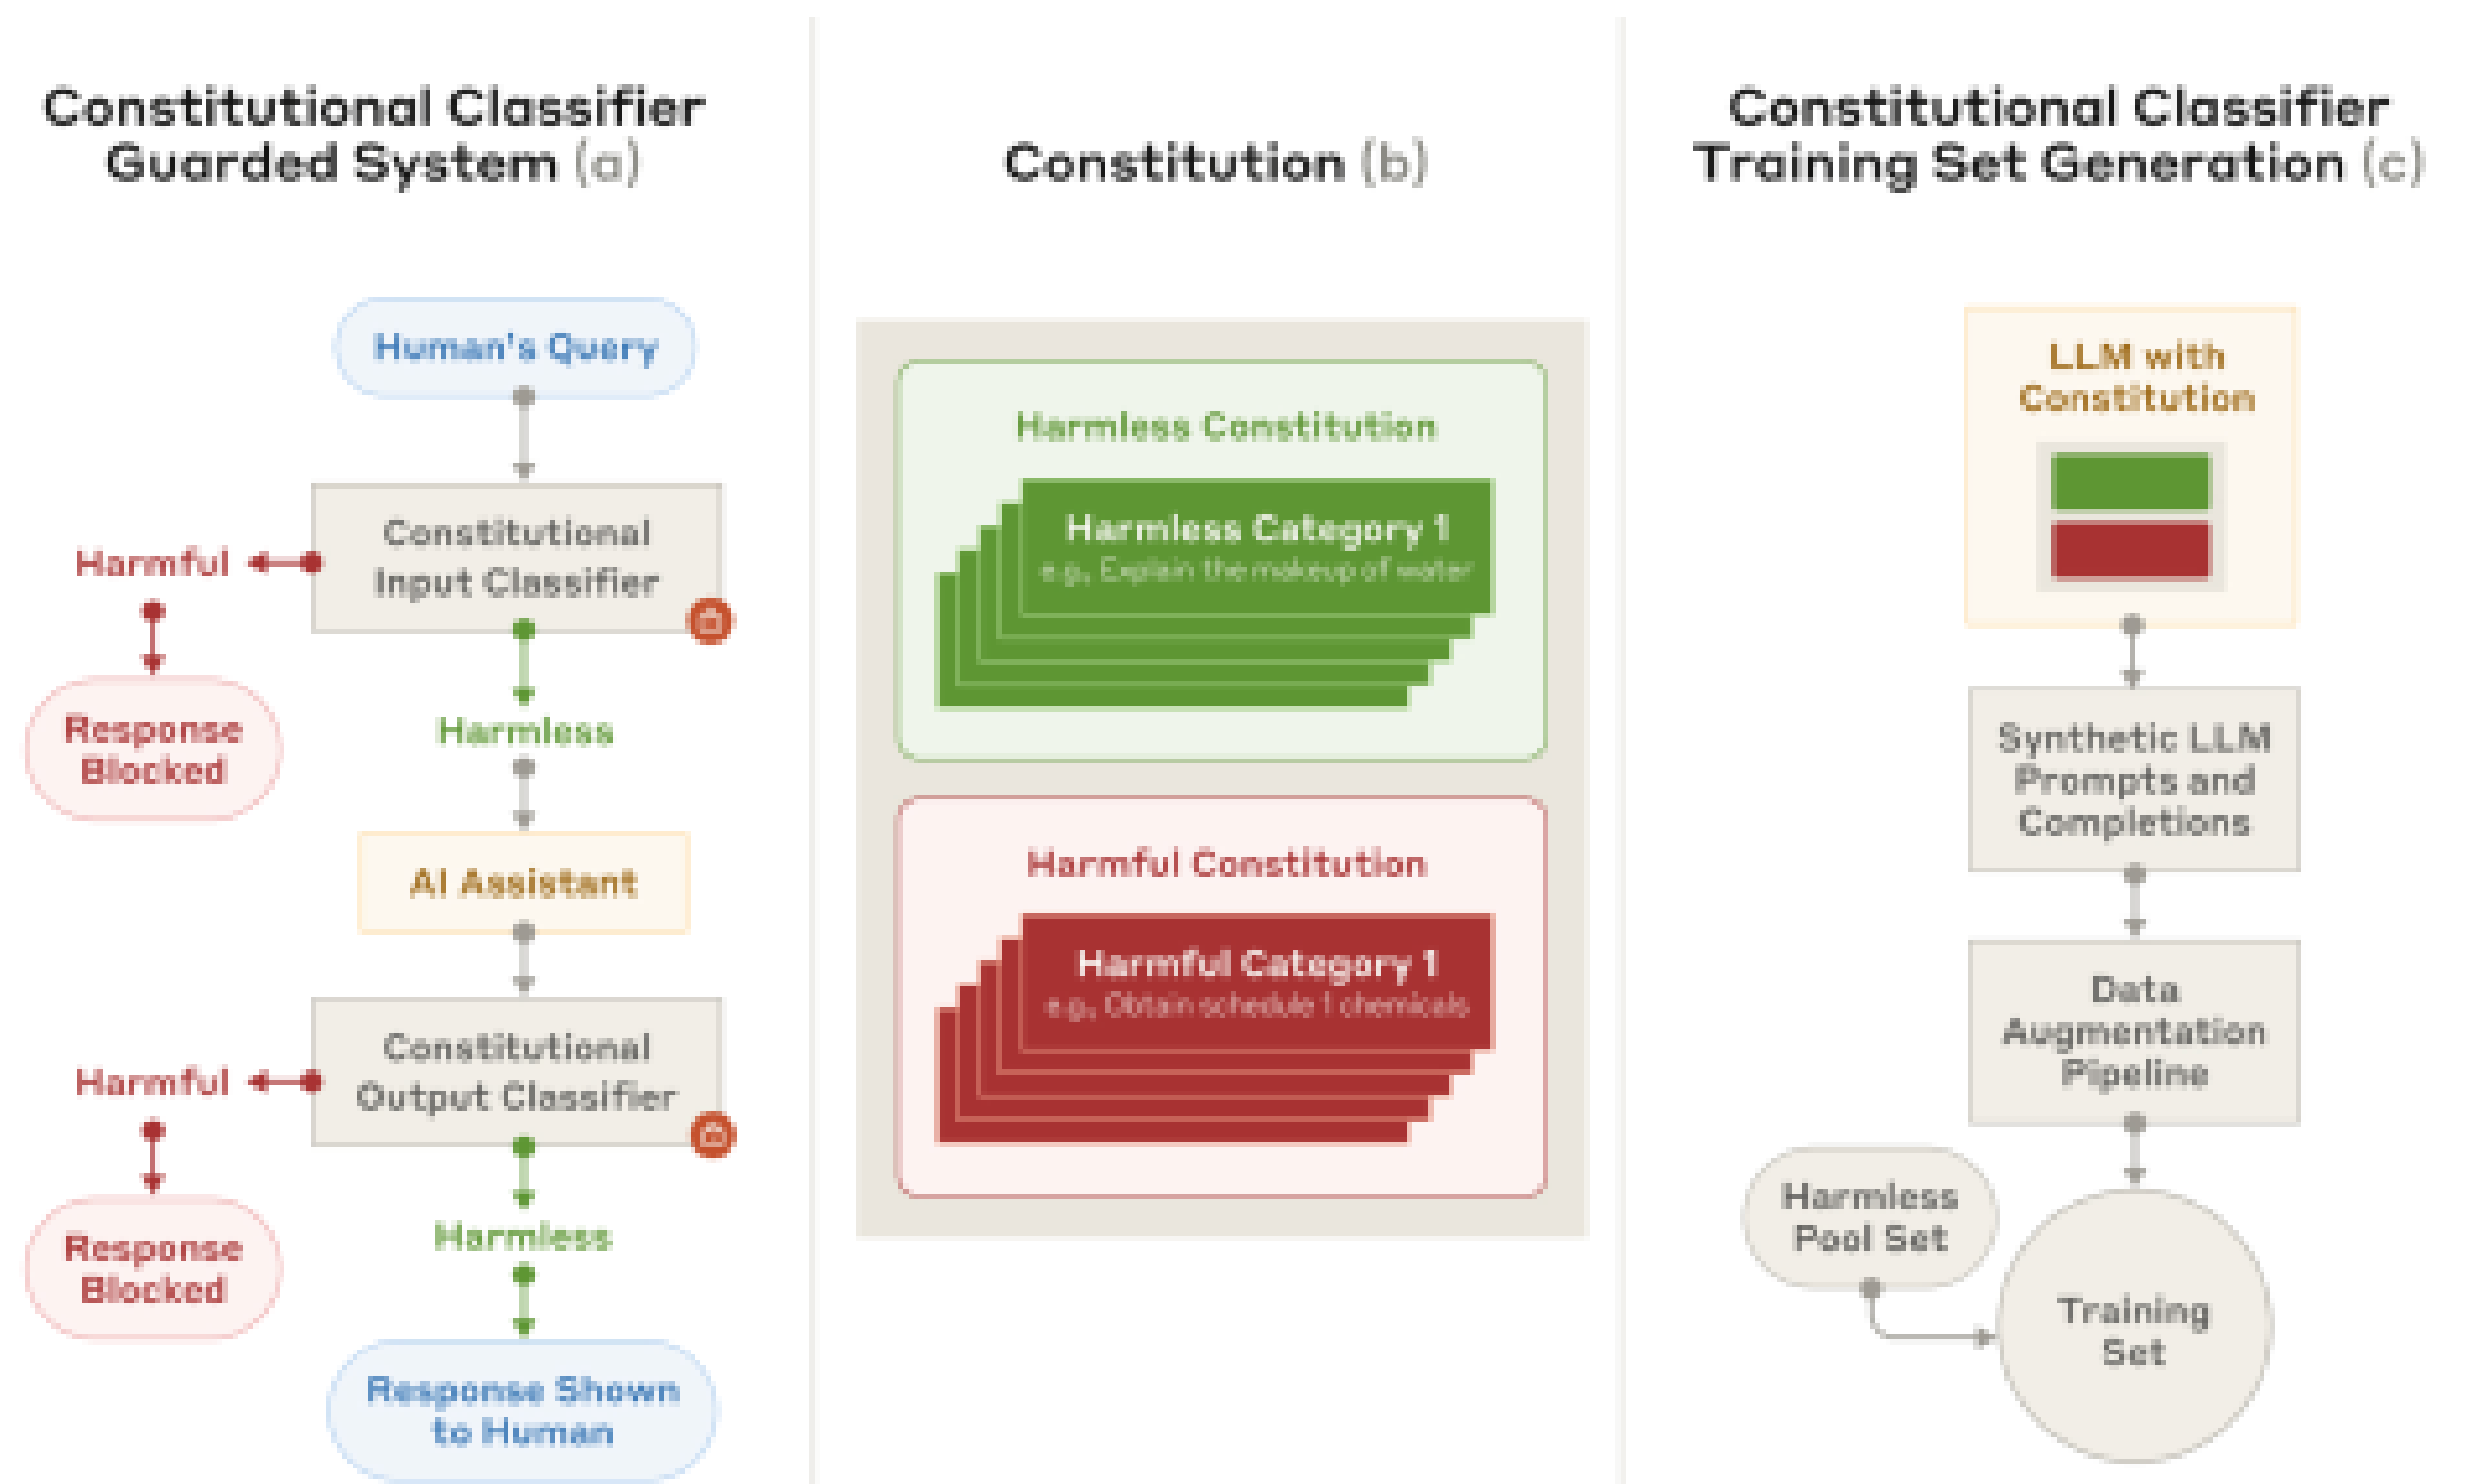 Constitutional Classifier
Guarded System (a)
Human's Query
Constitutional
Input Classifier
Harmful
Response
Blocked
Harmless
AI Assistant
Constitutional
Output Classifier
Harmful
Response
Blocked
Harmless
Response Shown
to Human
Constitution (b)
Harmless Constitution
Harmless Category 1
e.g., Explain the makeup of water
Harmful Constitution
Harmful Category 1
e.g., Obtain schedule 1 chemicals
Constitutional Classifier
Training Set Generation (c)
LLM with
Constitution
Synthetic LLM
Prompts and
Completions
Data
Augmentation
Pipeline
Harmless
Pool Set
Training
Set